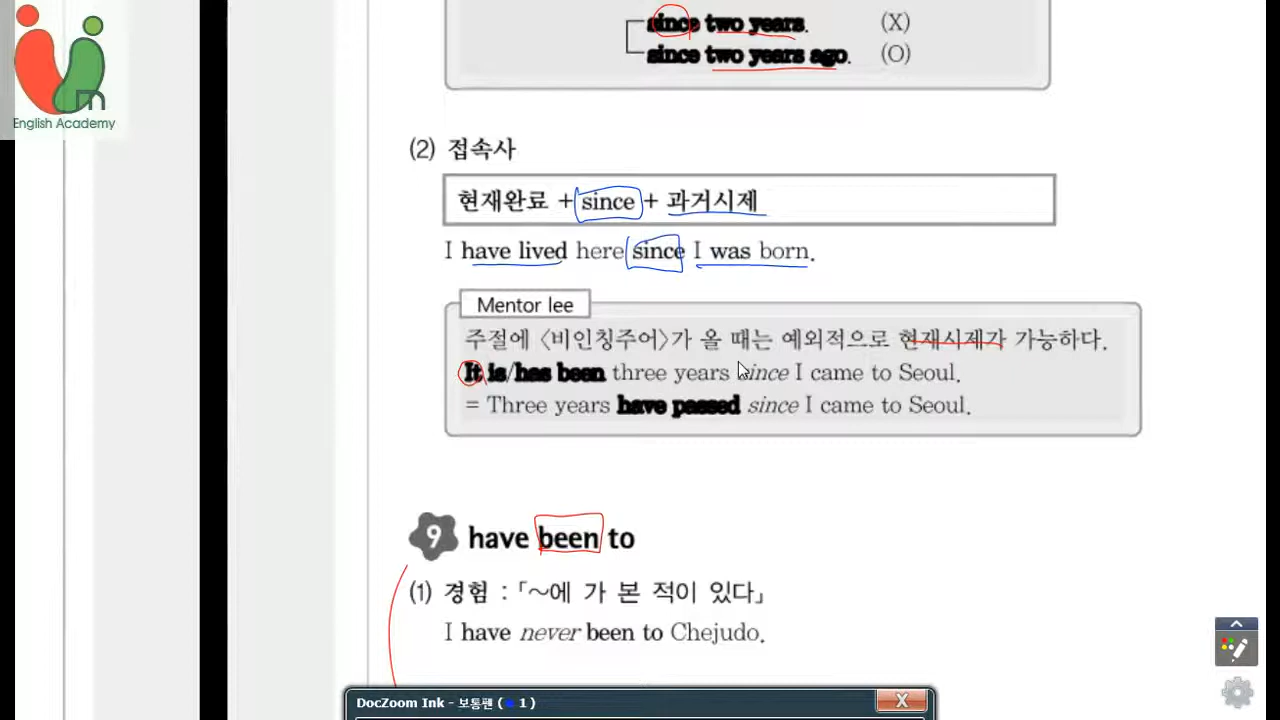 English Academy
since two years. (X)
since two years ago. (O)
(2) 접속사
현재완료 + since + 과거시제
I have lived here since I was born.
Mentor lee
주절에 〈비인칭주어〉가 올 때는 예외적으로 현재시제가 가능하다.
It is/has been three years since I came to Seoul.
= Three years have passed since I came to Seoul.
9 have been to
(1) 경험 : 「～에 가 본 적이 있다」
I have never been to Chejudo.
DocZoom Ink - 보통펜 ( 1 )